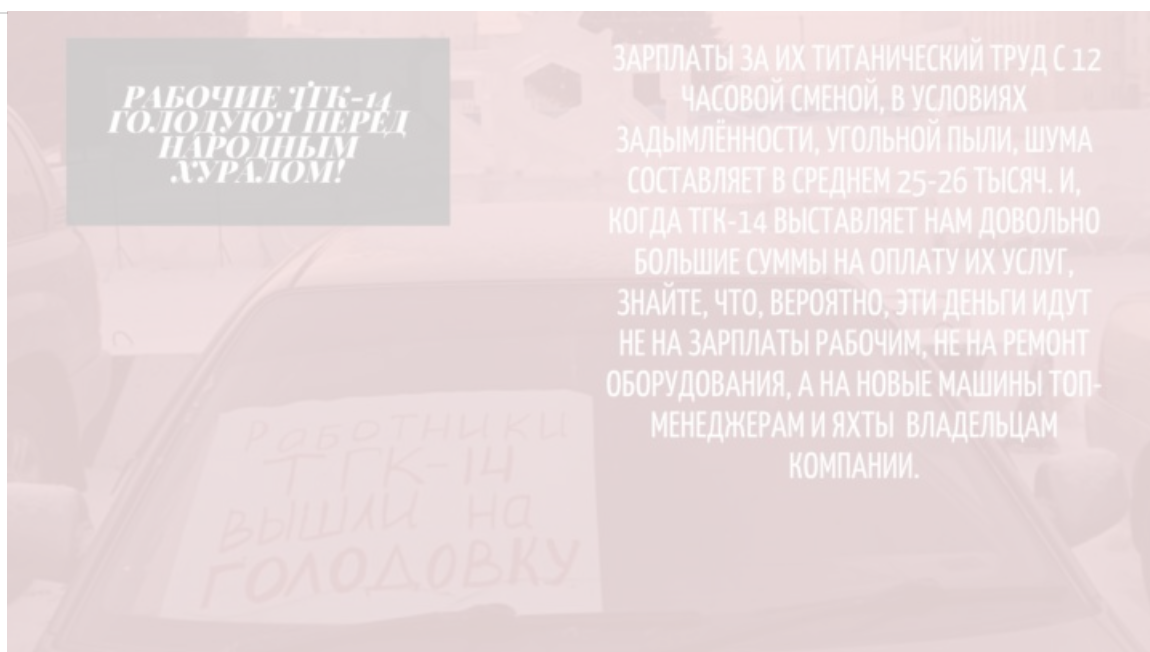 РАБОЧИЕ ТГК-14
ГОЛОДУЮТ ПЕРЕД
НАРОДНЫМ
ХУРАЛОМ!
ЗАРПЛАТЫ ЗА ИХ ТИТАНИЧЕСКИЙ ТРУД С 12
ЧАСОВОЙ СМЕНОЙ, В УСЛОВИЯХ
ЗАДЫМЛЁННОСТИ, УГОЛЬНОЙ ПЫЛИ, ШУМА
СОСТАВЛЯЕТ В СРЕДНЕМ 25-26 ТЫСЯЧ. И,
КОГДА ТГК-14 ВЫСТАВЛЯЕТ НАМ ДОВОЛЬНО
БОЛЬШИЕ СУММЫ НА ОПЛАТУ ИХ УСЛУГ,
ЗНАЙТЕ, ЧТО, ВЕРОЯТНО, ЭТИ ДЕНЬГИ ИДУТ
НЕ НА ЗАРПЛАТЫ РАБОЧИМ, НЕ НА РЕМОНТ
ОБОРУДОВАНИЯ, А НА НОВЫЕ МАШИНЫ ТОП-
МЕНЕДЖЕРАМ И ЯХТЫ ВЛАДЕЛЬЦАМ
КОМПАНИИ.
Работники
ТГК-14
вышли на
голодовку